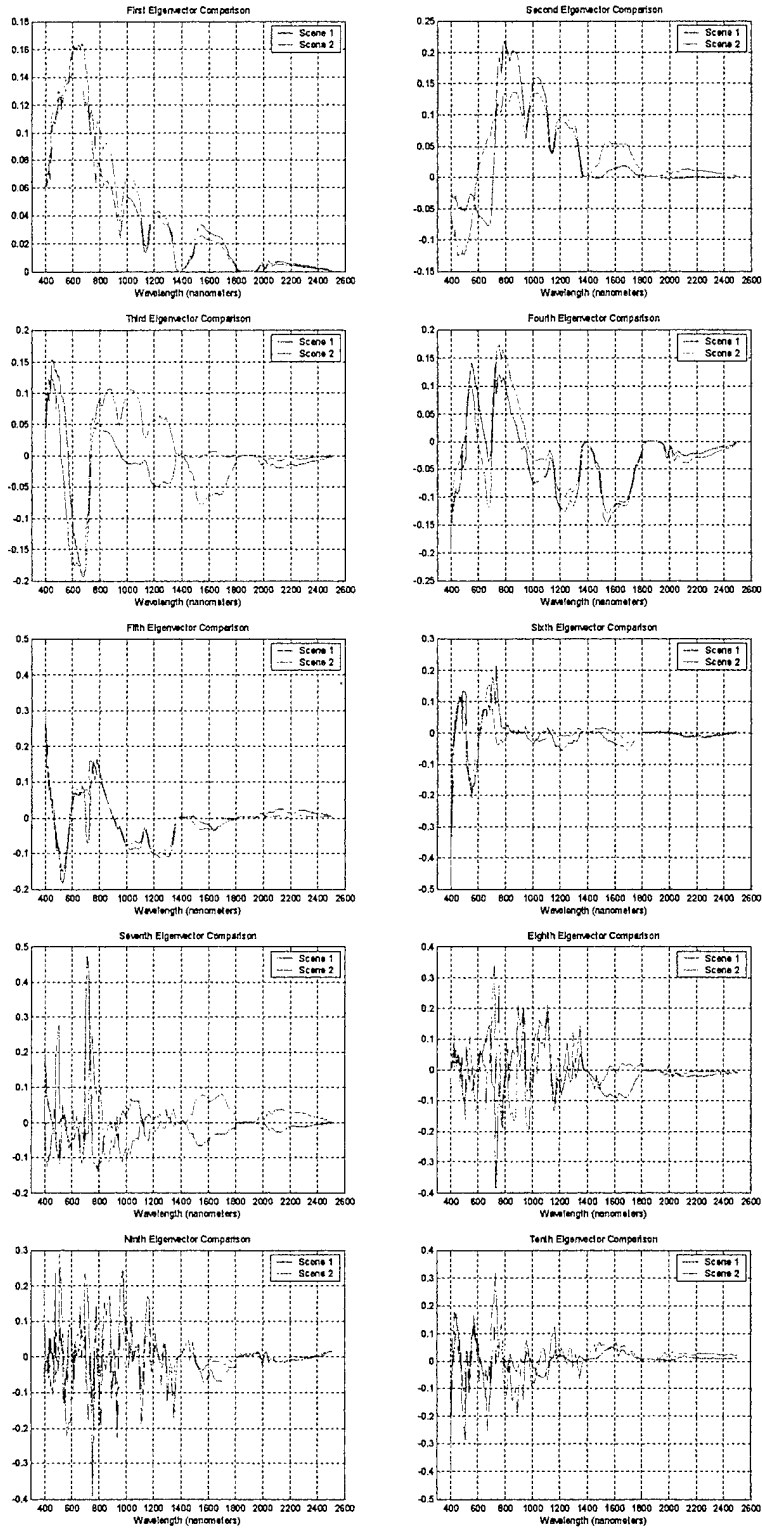 First Eigenvector Comparison
Scene 1
Scene 2
0.18
0.16
0.14
0.12
0.1
0.08
0.06
0.04
0.02
0
400 600 800 1000 1200 1400 1600 1800 2000 2200 2400 2600
Wavelength (nanometers)
Second Eigenvector Comparison
Scene 1
Scene 2
0.25
0.2
0.15
0.1
0.05
0
-0.05
-0.1
-0.15
400 600 800 1000 1200 1400 1600 1800 2000 2200 2400 2600
Wavelength (nanometers)
Third Eigenvector Comparison
Scene 1
Scene 2
0.2
0.15
0.1
0.05
0
-0.05
-0.1
-0.15
-0.2
400 600 800 1000 1200 1400 1600 1800 2000 2200 2400 2600
Wavelength (nanometers)
Fourth Eigenvector Comparison
Scene 1
Scene 2
0.2
0.15
0.1
0.05
0
-0.05
-0.1
-0.15
-0.2
-0.25
400 600 800 1000 1200 1400 1600 1800 2000 2200 2400 2600
Wavelength (nanometers)
Fifth Eigenvector Comparison
Scene 1
Scene 2
0.5
0.4
0.3
0.2
0.1
0
-0.1
-0.2
400 600 800 1000 1200 1400 1600 1800 2000 2200 2400 2600
Wavelength (nanometers)
Sixth Eigenvector Comparison
Scene 1
Scene 2
0.3
0.2
0.1
0
-0.1
-0.2
-0.3
-0.4
-0.5
400 600 800 1000 1200 1400 1600 1800 2000 2200 2400 2600
Wavelength (nanometers)
Seventh Eigenvector Comparison
Scene 1
Scene 2
0.5
0.4
0.3
0.2
0.1
0
-0.1
-0.2
400 600 800 1000 1200 1400 1600 1800 2000 2200 2400 2600
Wavelength (nanometers)
Eighth Eigenvector Comparison
Scene 1
Scene 2
0.4
0.3
0.2
0.1
0
-0.1
-0.2
-0.3
-0.4
400 600 800 1000 1200 1400 1600 1800 2000 2200 2400 2600
Wavelength (nanometers)
Ninth Eigenvector Comparison
Scene 1
Scene 2
0.3
0.2
0.1
0
-0.1
-0.2
-0.3
-0.4
400 600 800 1000 1200 1400 1600 1800 2000 2200 2400 2600
Wavelength (nanometers)
Tenth Eigenvector Comparison
Scene 1
Scene 2
0.4
0.3
0.2
0.1
0
-0.1
-0.2
-0.3
-0.4
-0.5
400 600 800 1000 1200 1400 1600 1800 2000 2200 2400 2600
Wavelength (nanometers)